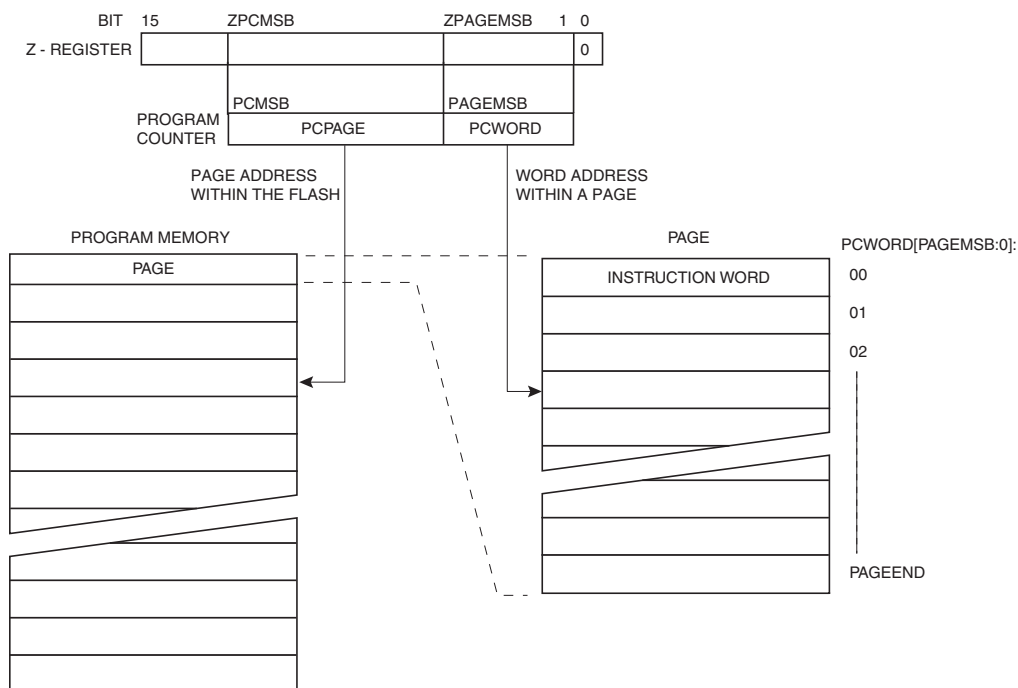 BIT 15 ZPCMSB ZPAGEMSB 1 0
Z - REGISTER 0
PCMSB PAGEMSB
PROGRAM
COUNTER
PCPAGE PCWORD
PAGE ADDRESS
WITHIN THE FLASH
WORD ADDRESS
WITHIN A PAGE
PROGRAM MEMORY
PAGE
PAGE
INSTRUCTION WORD
PCWORD[PAGEMSB:0]:
00
01
02
PAGEEND